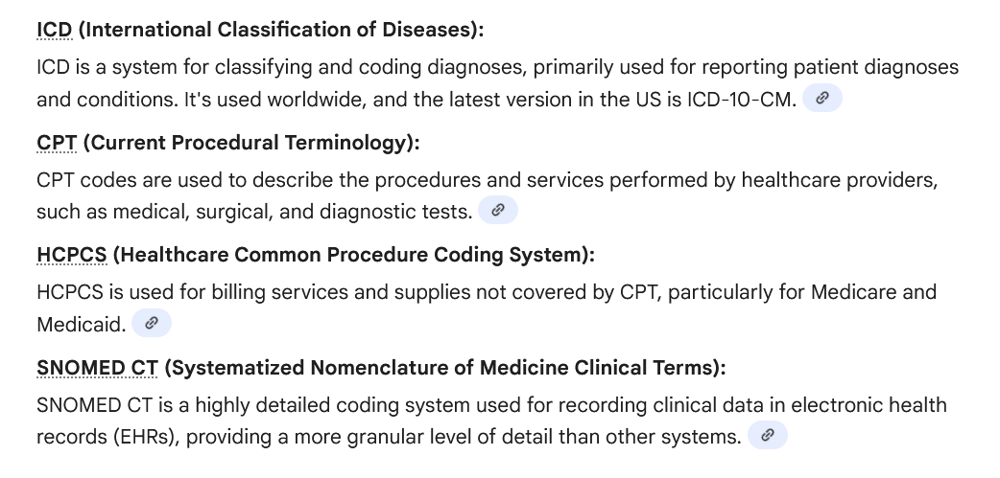 ICD (International Classification of Diseases):
ICD is a system for classifying and coding diagnoses, primarily used for reporting patient diagnoses
and conditions. It's used worldwide, and the latest version in the US is ICD-10-CM.
CPT (Current Procedural Terminology):
CPT codes are used to describe the procedures and services performed by healthcare providers,
such as medical, surgical, and diagnostic tests.
HCPCS (Healthcare Common Procedure Coding System):
HCPCS is used for billing services and supplies not covered by CPT, particularly for Medicare and
Medicaid.
SNOMED CT (Systematized Nomenclature of Medicine Clinical Terms):
SNOMED CT is a highly detailed coding system used for recording clinical data in electronic health
records (EHRs), providing a more granular level of detail than other systems.